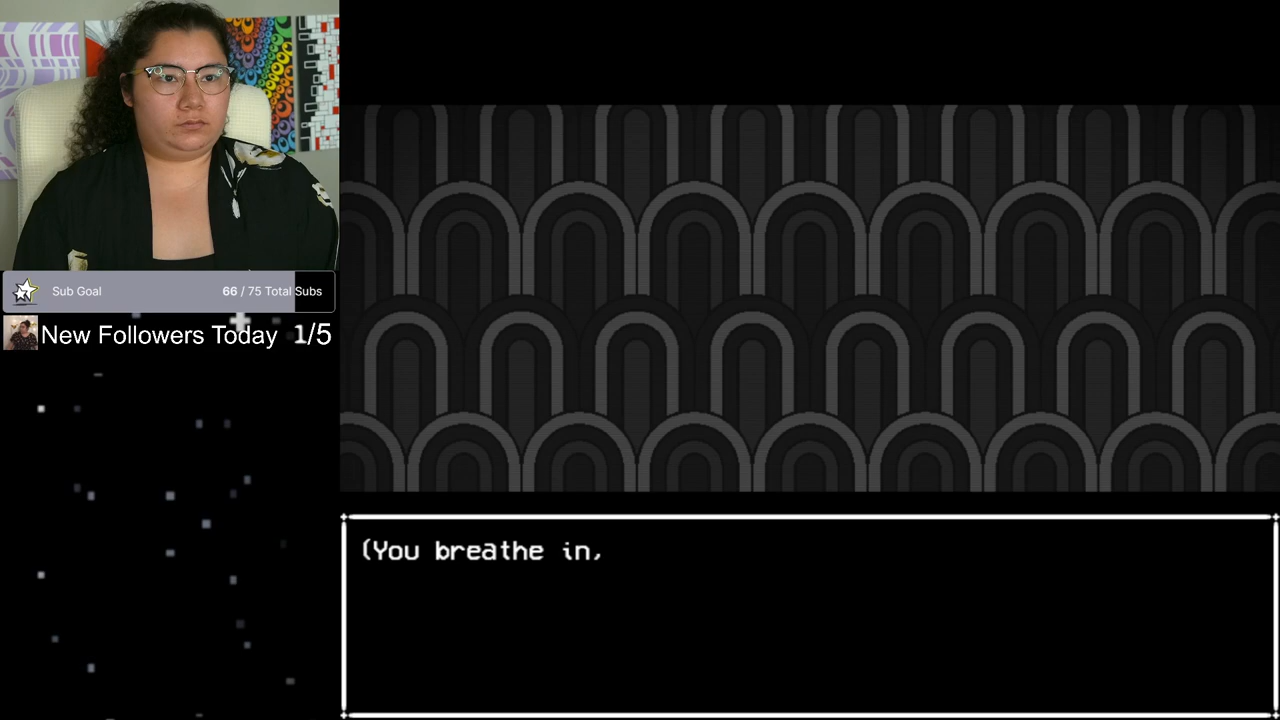 Sub Goal 66 / 75 Total Subs
New Followers Today 1/5
(You breathe in,